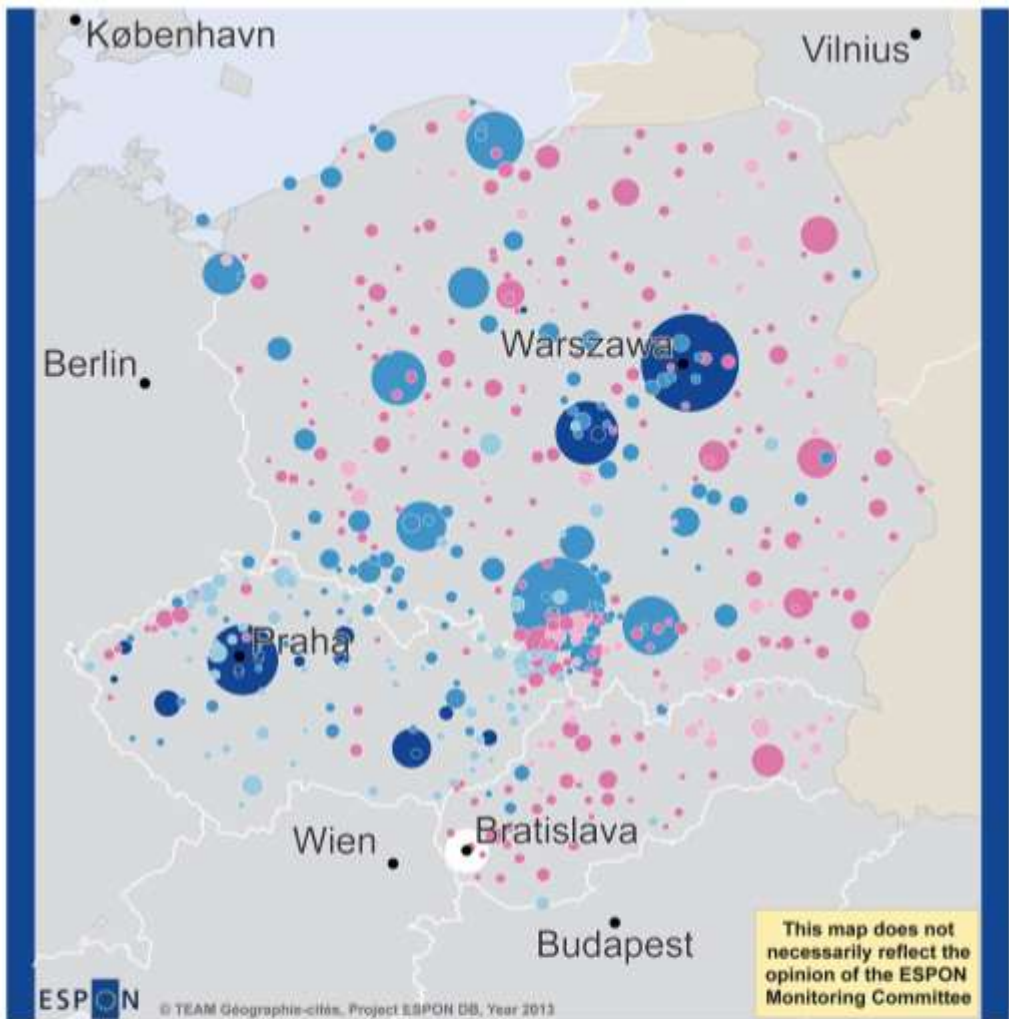 København
Vilnius
Warszawa
Berlin
Praha
Wien
Bratislava
Budapest
This map does not
necessarily reflect the
opinion of the ESPON
Monitoring Committee
ESPON
© TEAM Géographie-cités, Project ESPON DB, Year 2013